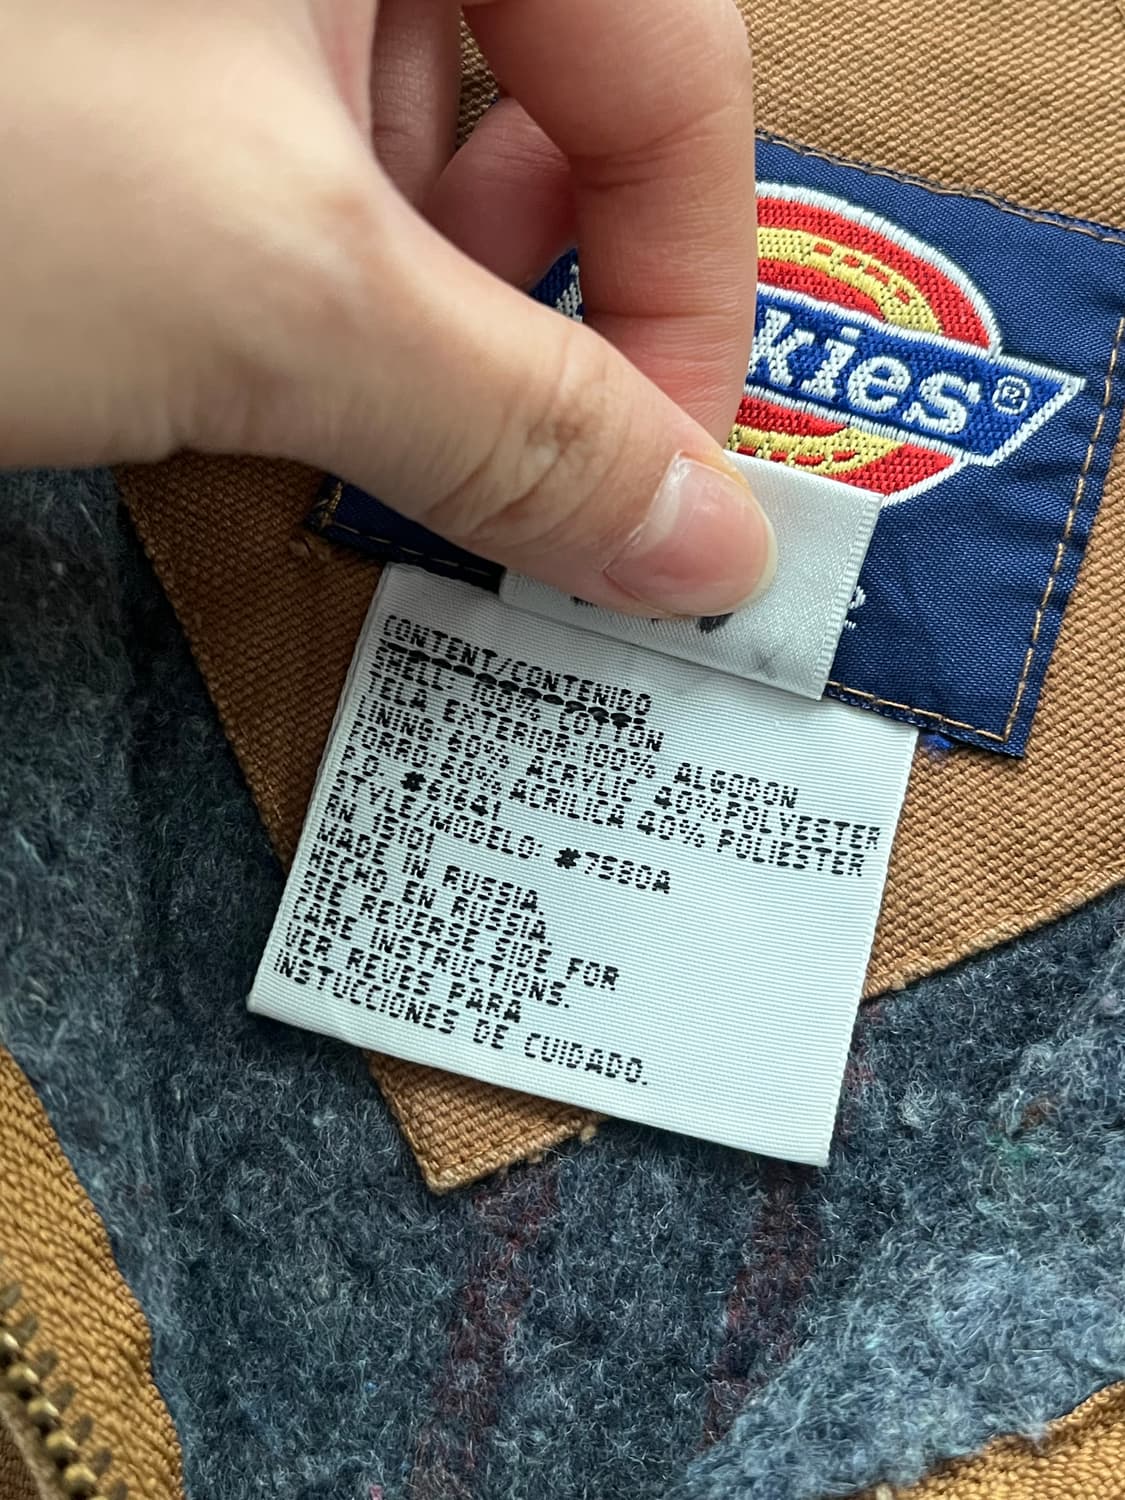 kies®
CONTENT/CONTENIDO
SHELL: 100% COTTON
TELA EXTERIOR: 100% ALGODON
LINING: 60% ACRYLIC 40%POLYESTER
FORRO: 60% ACRILICA 40% POLIESTER
P.O. #61641
STYLE/MODELO: #7580A
RN 15101
MADE IN RUSSIA.
HECHO EN RUSSIA.
SEE REVERSE SIDE FOR
CARE INSTRUCTIONS.
VER REVES PARA
INSTUCCIONES DE CUIDADO.